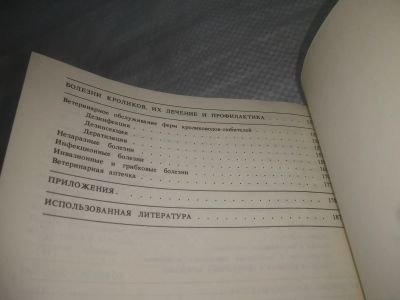 БОЛЕЗНИ КРОЛИКОВ, ИХ ЛЕЧЕНИЕ И ПРОФИЛАКТИКА
Ветеринарное обслуживание ферм кролиководов-любителей
Дезинфекция
Дезинсекция
Дератизация
Незаразные болезни
Инфекционные болезни
Инвазионные и грибковые болезни
Ветеринарная аптечка
ПРИЛОЖЕНИЯ
ИСПОЛЬЗОВАННАЯ ЛИТЕРАТУРА